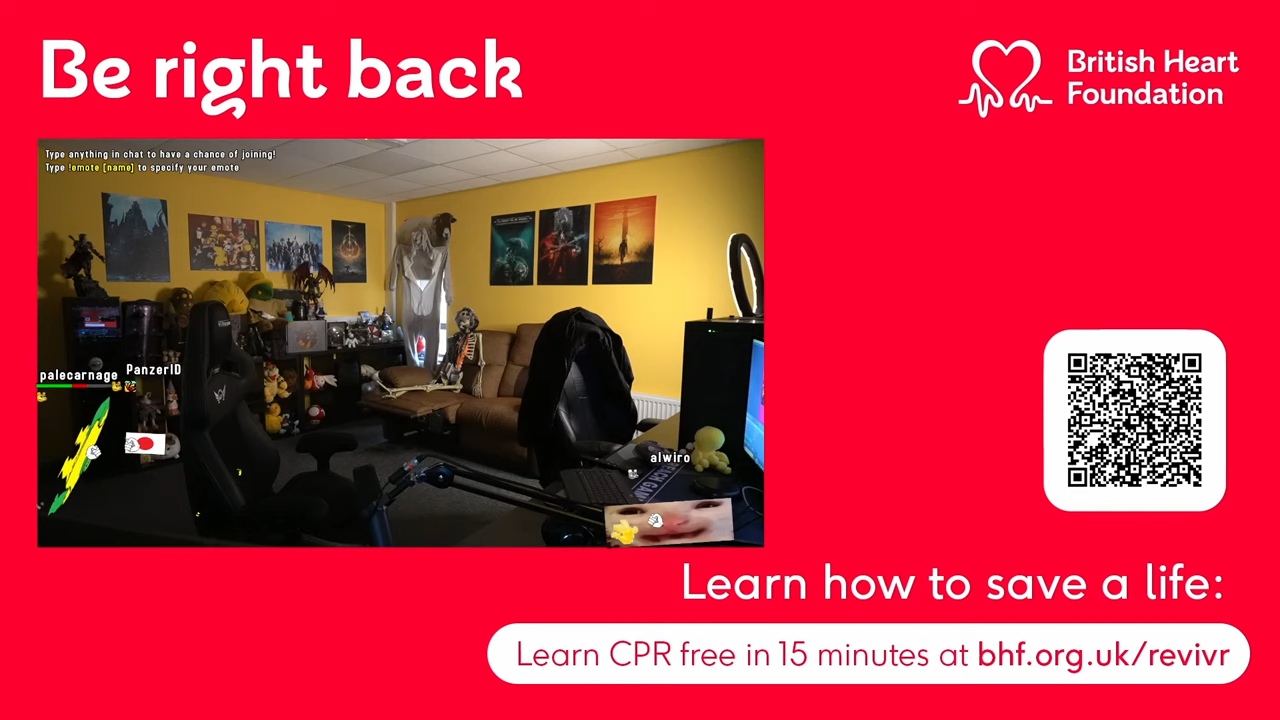 Be right back
British Heart
Foundation
Type anything in chat to have a chance of joining!
Type !emote [name] to specify your emote
palecarnage
PanzerID
alwiro
Learn how to save a life:
Learn CPR free in 15 minutes at bhf.org.uk/revivr